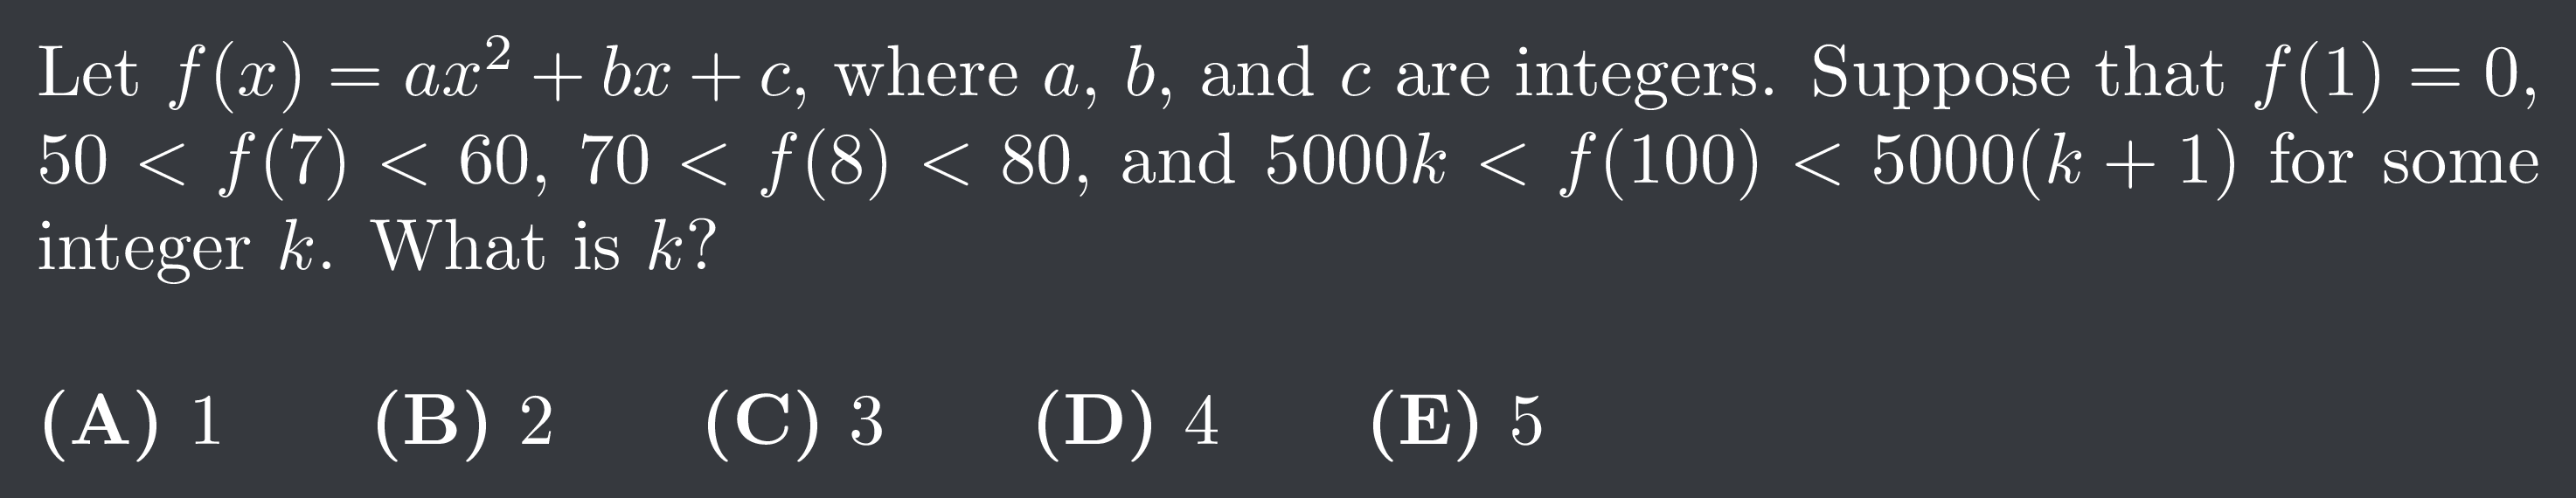 Let f(x) = ax² + bx + c, where a, b, and c are integers. Suppose that f(1) = 0,
50 < f(7) < 60, 70 < f(8) < 80, and 5000k < f(100) < 5000(k + 1) for some
integer k. What is k?
(A) 1 (B) 2 (C) 3 (D) 4 (E) 5